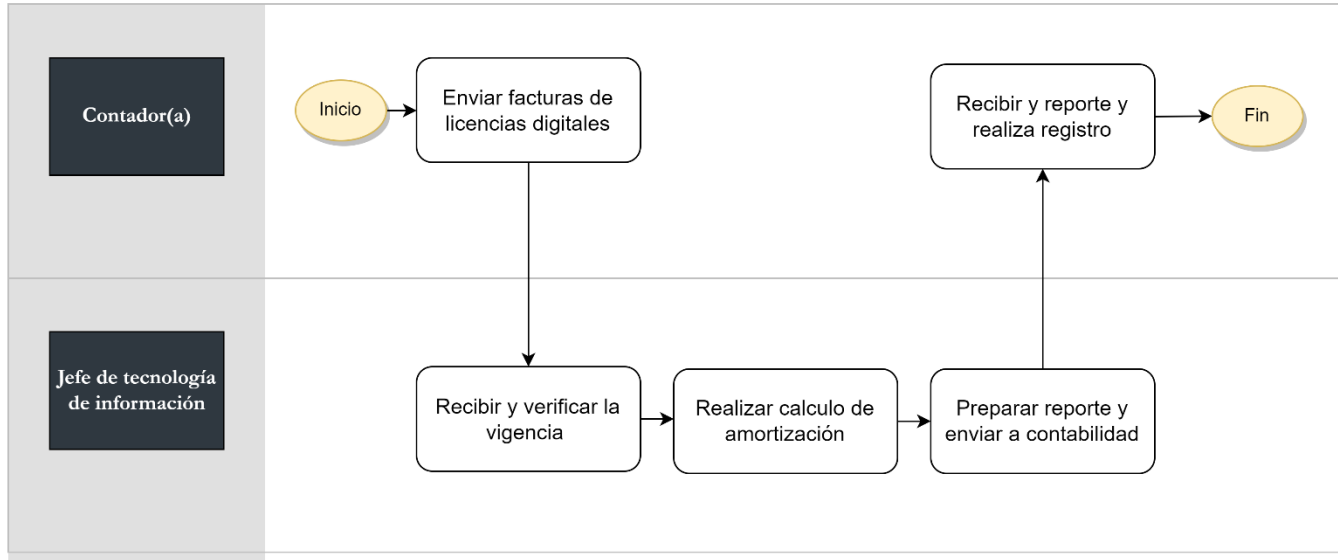 Contador(a)
Inicio
Enviar facturas de
licencias digitales
Recibir y reporte y
realiza registro
Fin
Jefe de tecnología
de información
Recibir y verificar la
vigencia
Realizar calculo de
amortización
Preparar reporte y
enviar a contabilidad